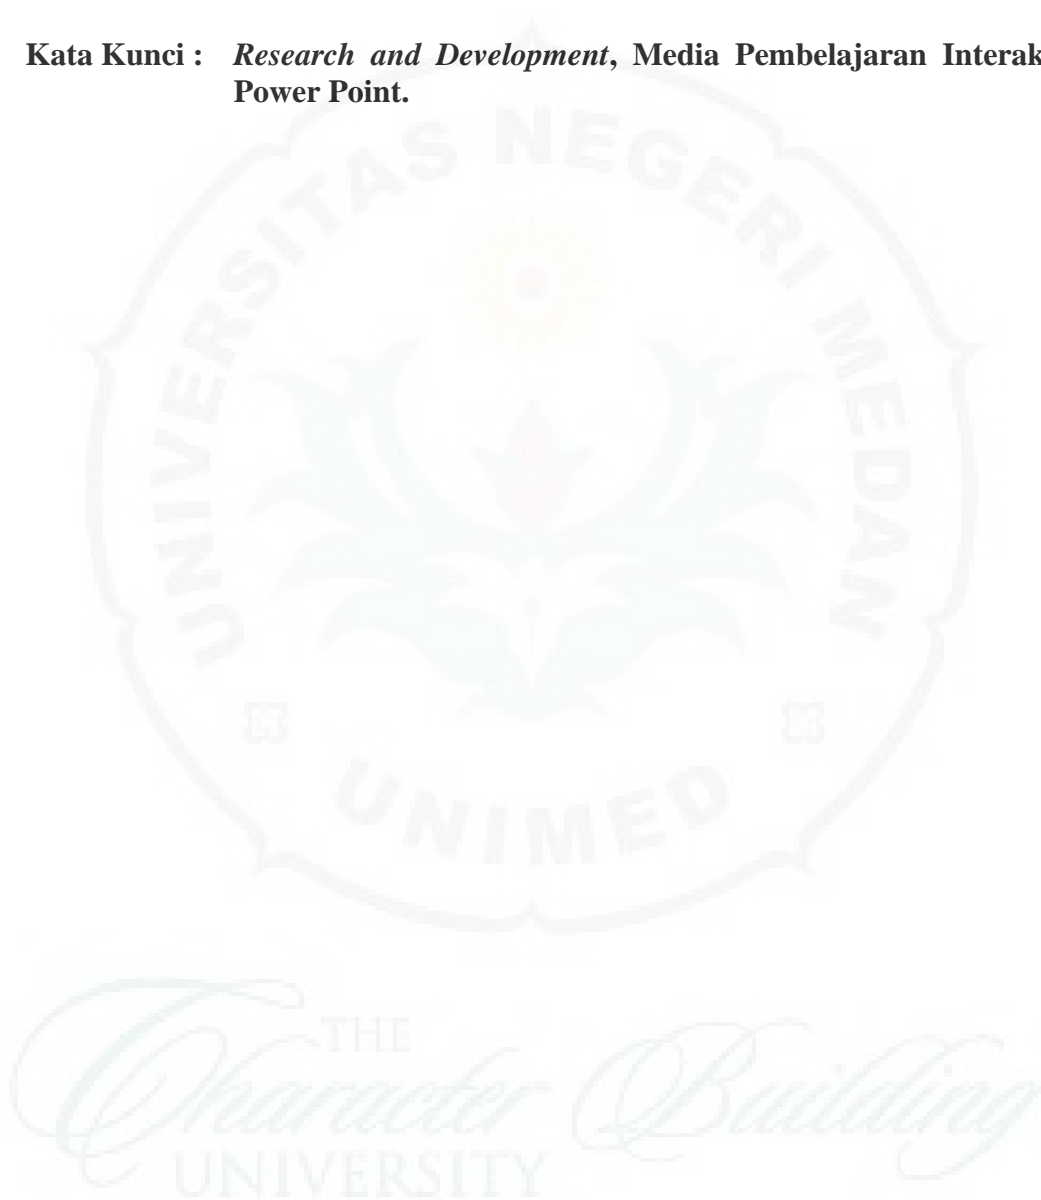 Kata Kunci : Research and Development, Media Pembelajaran Interak
Power Point.
UNIVERSITAS NEGERI MEDAN
UNIMED
THE
Character Building
UNIVERSITY